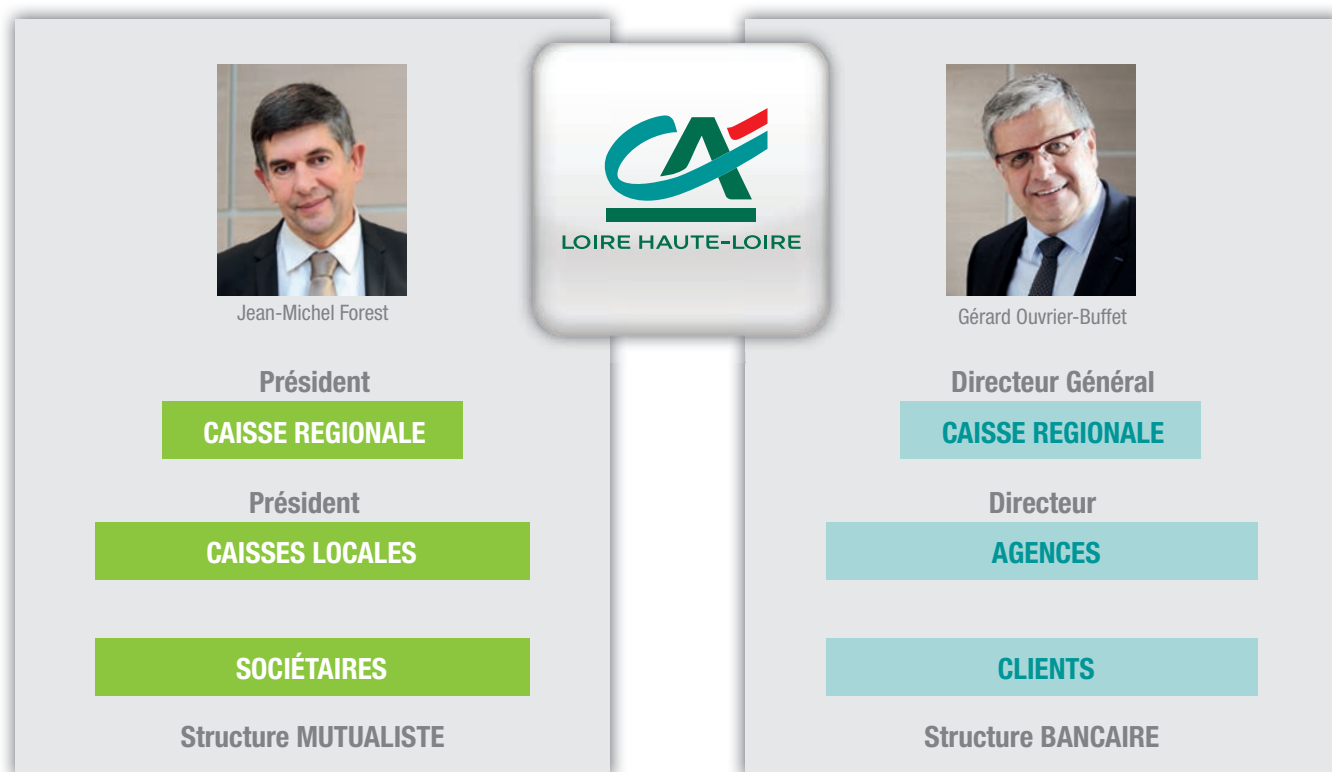 CA
LOIRE HAUTE-LOIRE
Jean-Michel Forest
Président
CAISSE REGIONALE
Président
CAISSES LOCALES
SOCIÉTAIRES
Structure MUTUALISTE
Gérard Ouvrier-Buffet
Directeur Général
CAISSE REGIONALE
Directeur
AGENCES
CLIENTS
Structure BANCAIRE